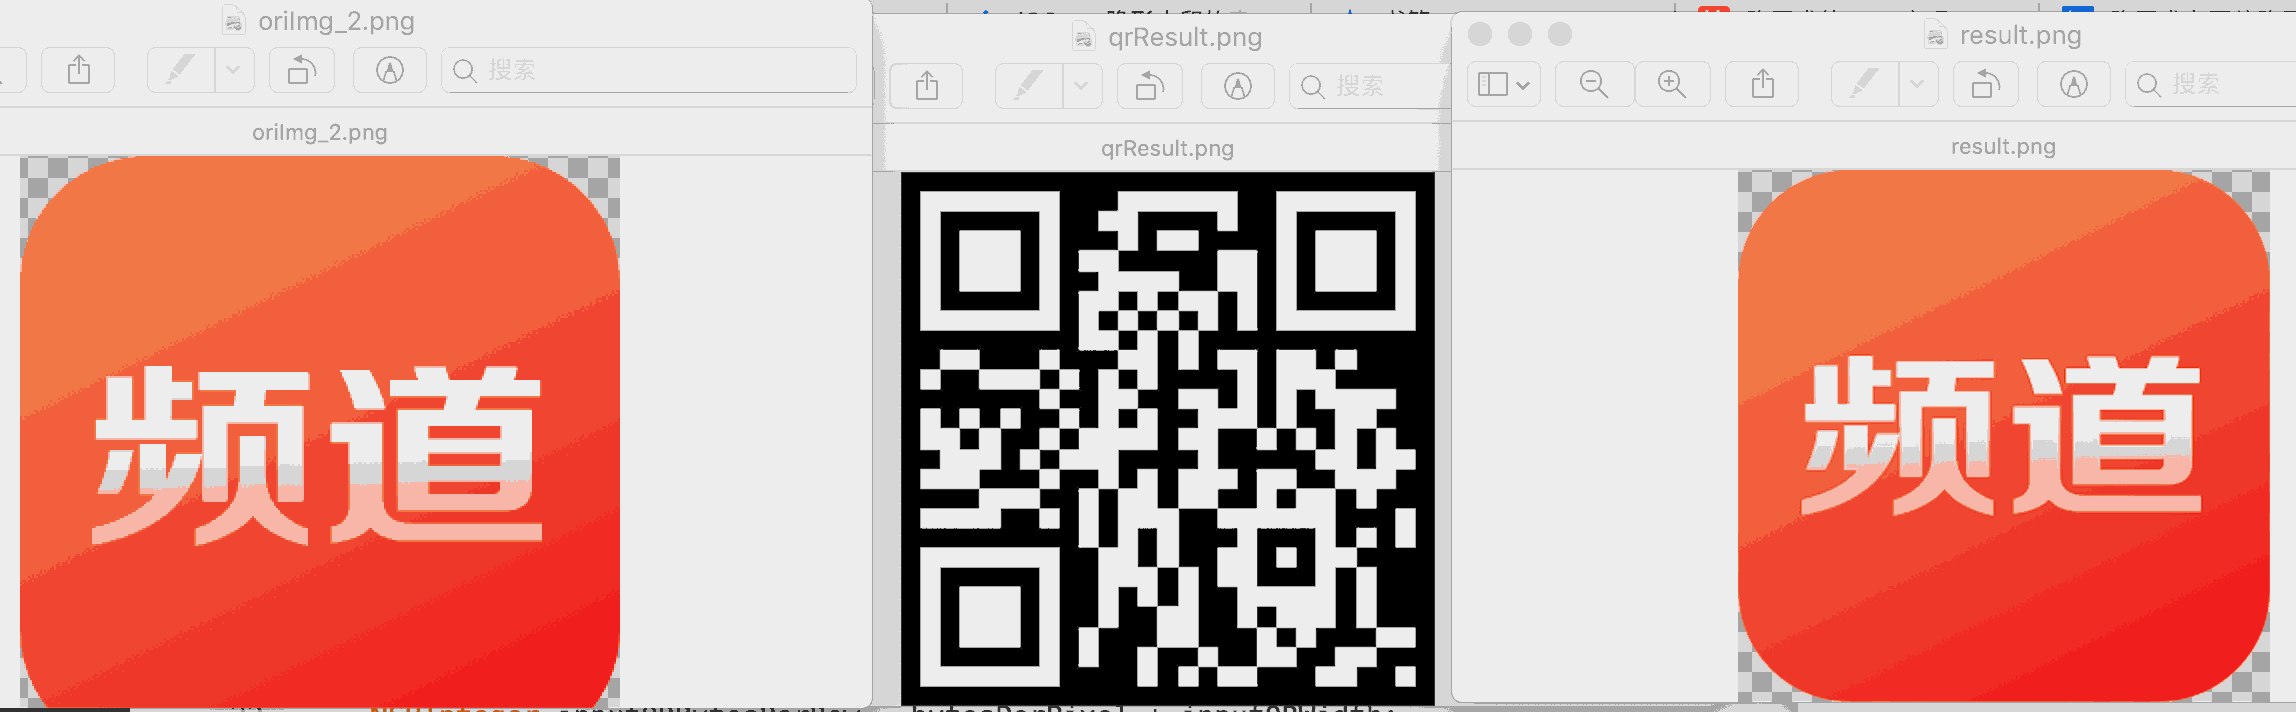 oriImg_2.png
搜索
oriImg_2.png
频道
qrResult.png
搜索
qrResult.png
result.png
搜索
result.png
频道